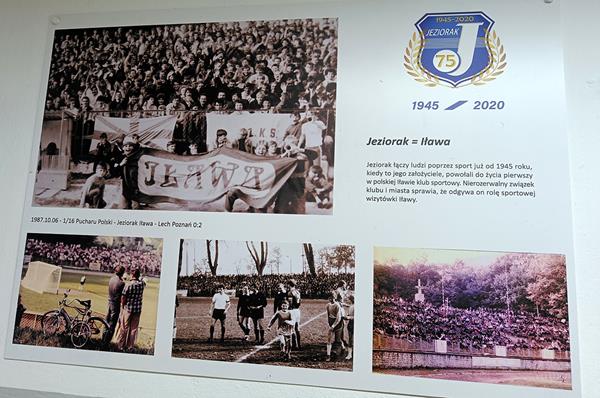 1945-2020
JEZIORAK
J
75
1945 2020
Jeziorak = Iława
Jeziorak łączy ludzi poprzez sport już od 1945 roku,
kiedy to jego założyciele, powołali do życia pierwszy
w polskiej Iławie klub sportowy. Nierozerwalny związek
klubu i miasta sprawia, że odgywa on rolę sportowej
wizytówki Iławy.
L.K.S.
IŁAWA
1987.10.06 - 1/16 Pucharu Polski - Jeziorak Iława - Lech Poznań 0:2